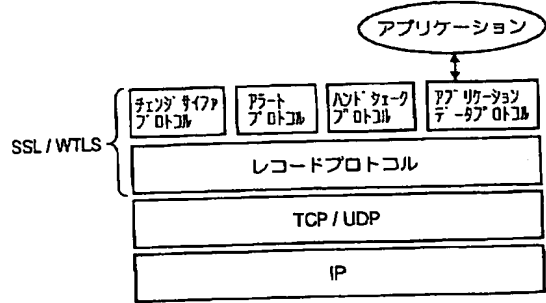 アプリケーション
チェンジサイファ
プロトコル
アラート
プロトコル
ハンドシェーク
プロトコル
アプリケーション
データプロトコル
SSL / WTLS
レコードプロトコル
TCP / UDP
IP